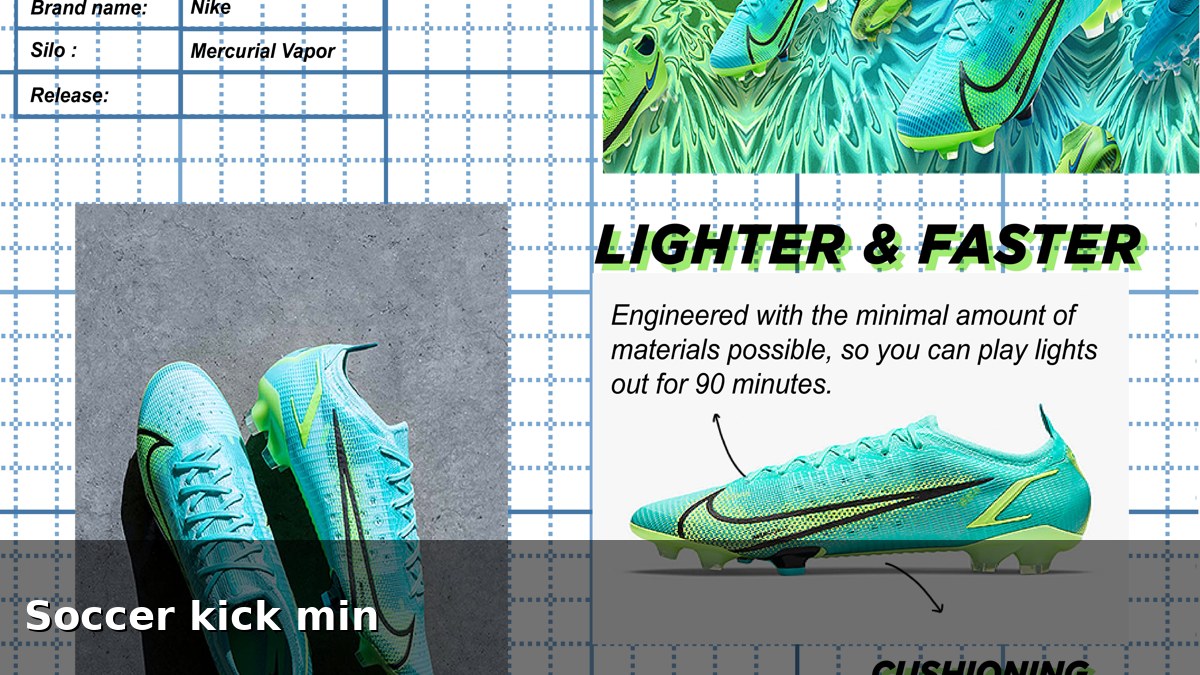 Brand name: Nike
Silo : Mercurial Vapor
Release:
LIGHTER & FASTER
Engineered with the minimal amount of
materials possible, so you can play lights
out for 90 minutes.
Soccer kick min
CUSHIONING